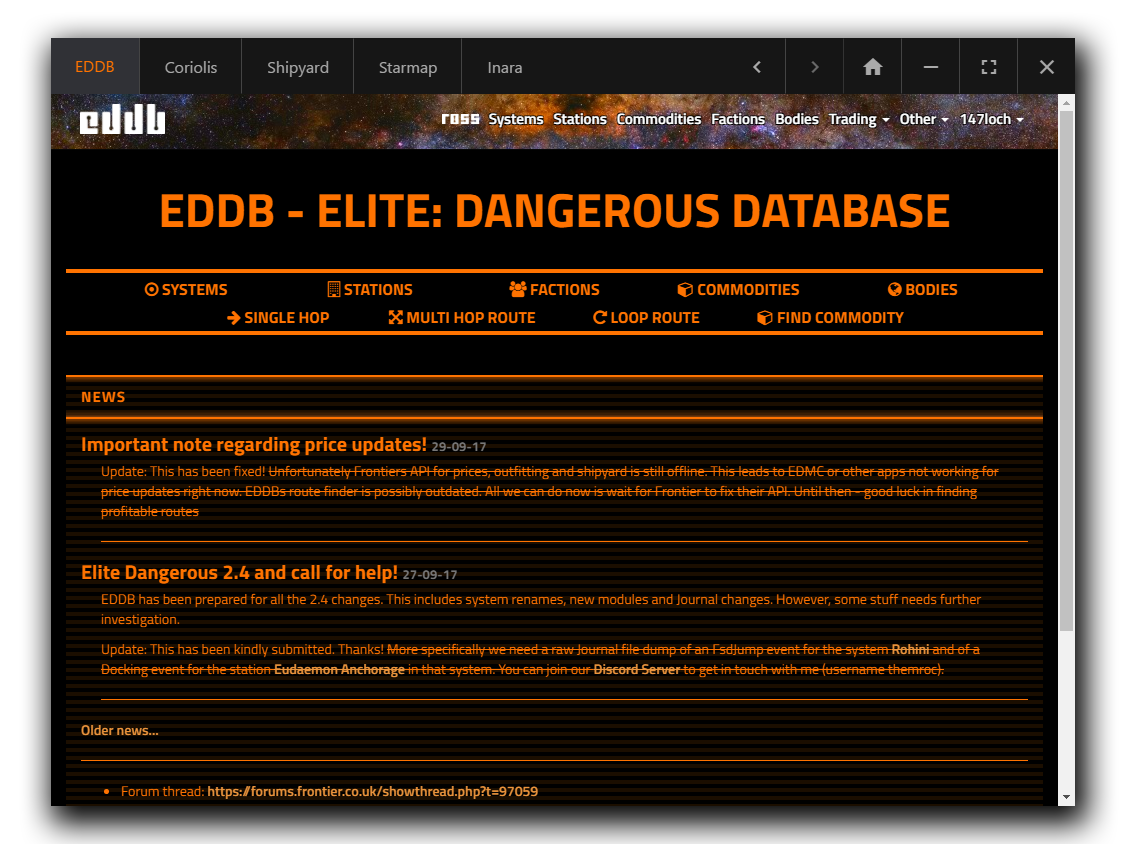 EDDB Coriolis Shipyard Starmap Inara
eddb ross Systems Stations Commodities Factions Bodies Trading Other 147loch
EDDB - ELITE: DANGEROUS DATABASE
SYSTEMS STATIONS FACTIONS COMMODITIES BODIES
SINGLE HOP MULTI HOP ROUTE LOOP ROUTE FIND COMMODITY
NEWS
Important note regarding price updates! 29-09-17
Update: This has been fixed! Unfortunately Frontiers API for prices, outfitting and shipyard is still offline. This leads to EDMC or other apps not working for
price updates right now. EDDBs route finder is possibly outdated. All we can do now is wait for Frontier to fix their API. Until then - good luck in finding
profitable routes
Elite Dangerous 2.4 and call for help! 27-09-17
EDDB has been prepared for all the 2.4 changes. This includes system renames, new modules and Journal changes. However, some stuff needs further
investigation.
Update: This has been kindly submitted. Thanks! More specifically we need a raw Journal file dump of an FsdJump event for the system Rohini and of a
Docking event for the station Eudaemon Anchorage in that system. You can join our Discord Server to get in touch with me (username themroc).
Older news...
Forum thread: https://forums.frontier.co.uk/showthread.php?t=97059